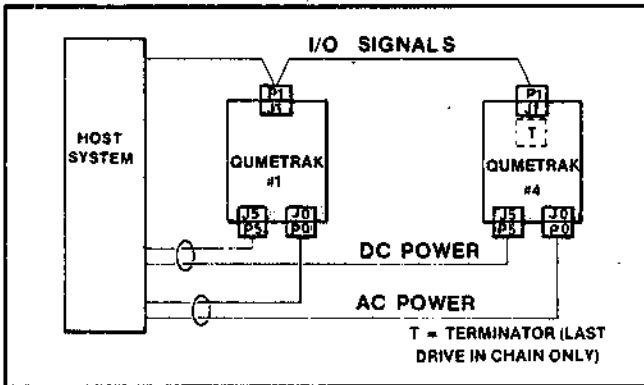 I/O SIGNALS
HOST
SYSTEM
P1
J1
QUMETRAK
#1
J5
P5
J0
P0
P1
J1
T
QUMETRAK
#4
J5
P5
J0
P0
DC POWER
AC POWER
T = TERMINATOR (LAST
DRIVE IN CHAIN ONLY)